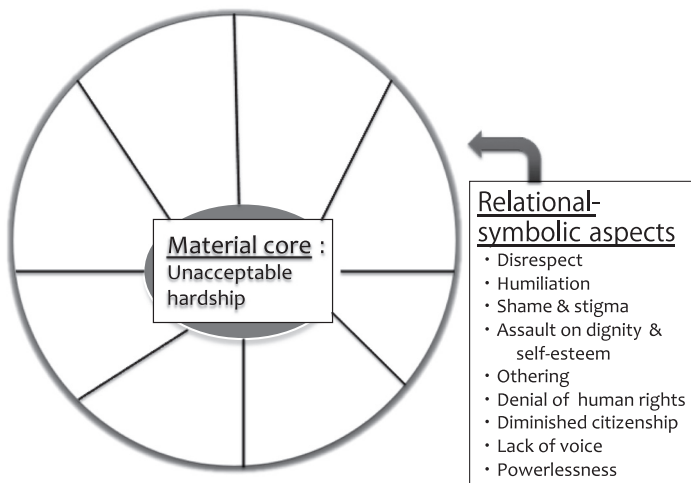 Material core :
Unacceptable
hardship
Relational-
symbolic aspects
・Disrespect
・Humiliation
・Shame & stigma
・Assault on dignity &
self-esteem
・Othering
・Denial of human rights
・Diminished citizenship
・Lack of voice
・Powerlessness